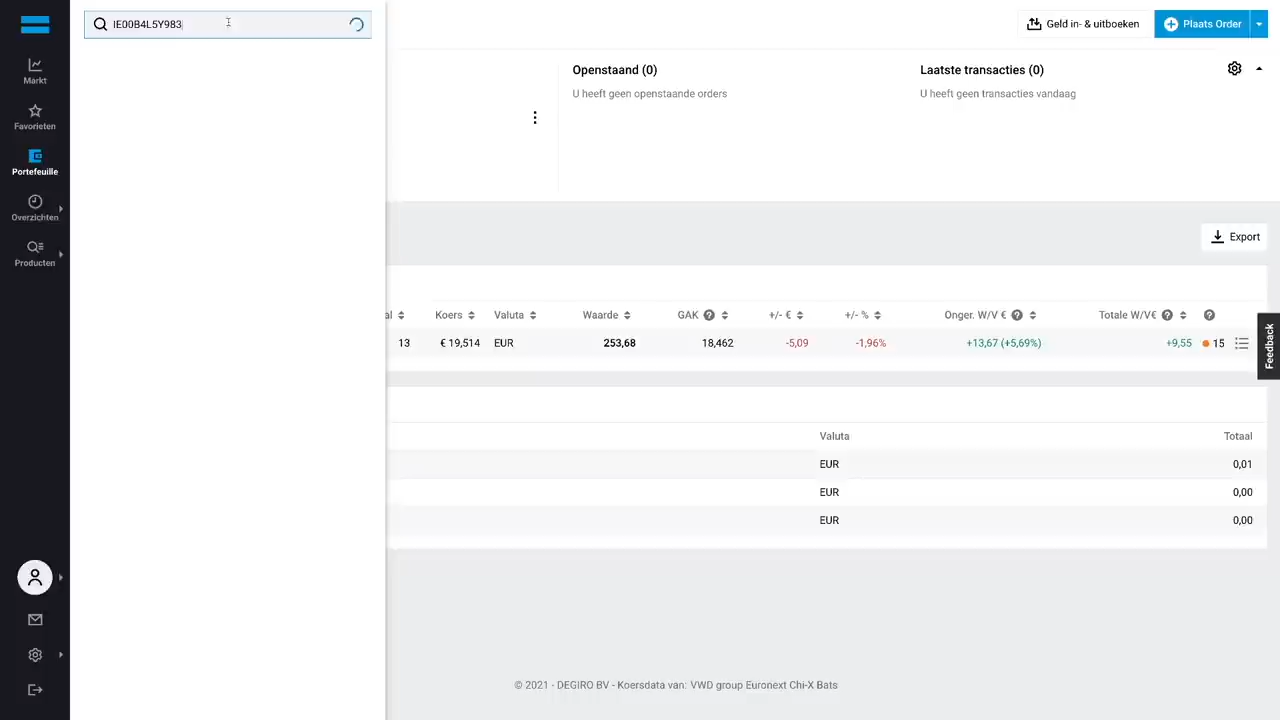 IE00B4L5Y983
Geld in- & uitboeken
Plaats Order
Markt
Favorieten
Portefeuille
Overzichten
Producten
Openstaand (0)
U heeft geen openstaande orders
Laatste transacties (0)
U heeft geen transacties vandaag
Export
al Koers Valuta Waarde GAK +/- € +/- % Onger. W/V € Totale W/V€
13 € 19,514 EUR 253,68 18,462 -5,09 -1,96% +13,67 (+5,69%) +9,55 15
Feedback
Valuta Totaal
EUR 0,01
EUR 0,00
EUR 0,00
© 2021 - DEGIRO BV - Koersdata van: VWD group Euronext Chi-X Bats